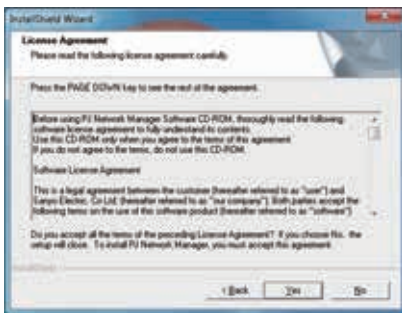 InstallShield Wizard
License Agreement
Please read the following license agreement carefully.
Press the PAGE DOWN key to see the rest of the agreement.
Before using PJ Network Manager Software CD-ROM, thoroughly read the following
software license agreement to fully understand its contents.
Use this CD-ROM only when you agree to the terms of this agreement
If you do not agree to the terms, do not use this CD-ROM.
Software License Agreement
This is a legal agreement between the customer (hereafter referred to as "user") and
Sanyo Electric, Co Ltd. (hereafter referred to as "our company"). Both parties accept the
following terms on the use of this software product (hereafter referred to as "software")
Do you accept all the terms of the preceding License Agreement? If you choose No, the
setup will close. To install PJ Network Manager, you must accept this agreement.
< Back
Yes
No